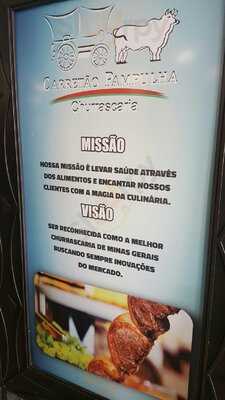 CARRETÃO PAMPULHA
Churrascaria
MISSÃO
NOSSA MISSÃO É LEVAR SAÚDE ATRAVÉS
DOS ALIMENTOS E ENCANTAR NOSSOS
CLIENTES COM A MAGIA DA CULINÁRIA.
VISÃO
SER RECONHECIDA COMO A MELHOR
CHURRASCARIA DE MINAS GERAIS
BUSCANDO SEMPRE INOVAÇÕES
DO MERCADO.